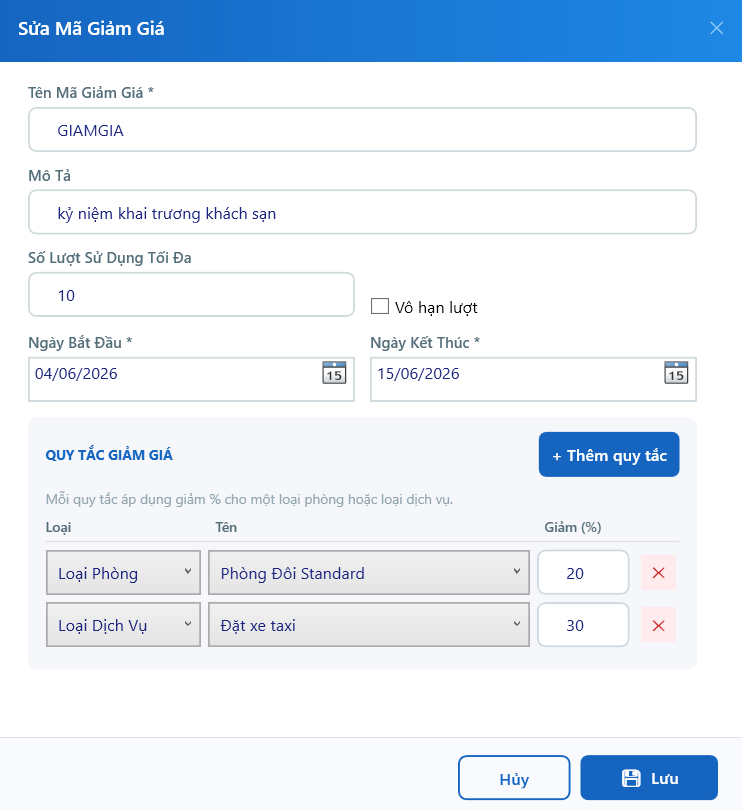 Sửa Mã Giảm Giá
Tên Mã Giảm Giá *
GIAMGIA
Mô Tả
kỷ niệm khai trương khách sạn
Số Lượt Sử Dụng Tối Đa
10
Vô hạn lượt
Ngày Bắt Đầu * Ngày Kết Thúc *
04/06/2026 15 15/06/2026 15
QUY TẮC GIẢM GIÁ + Thêm quy tắc
Mỗi quy tắc áp dụng giảm % cho một loại phòng hoặc loại dịch vụ.
Loại Tên Giảm (%)
Loại Phòng Phòng Đôi Standard 20
Loại Dịch Vụ Đặt xe taxi 30
Hủy Lưu